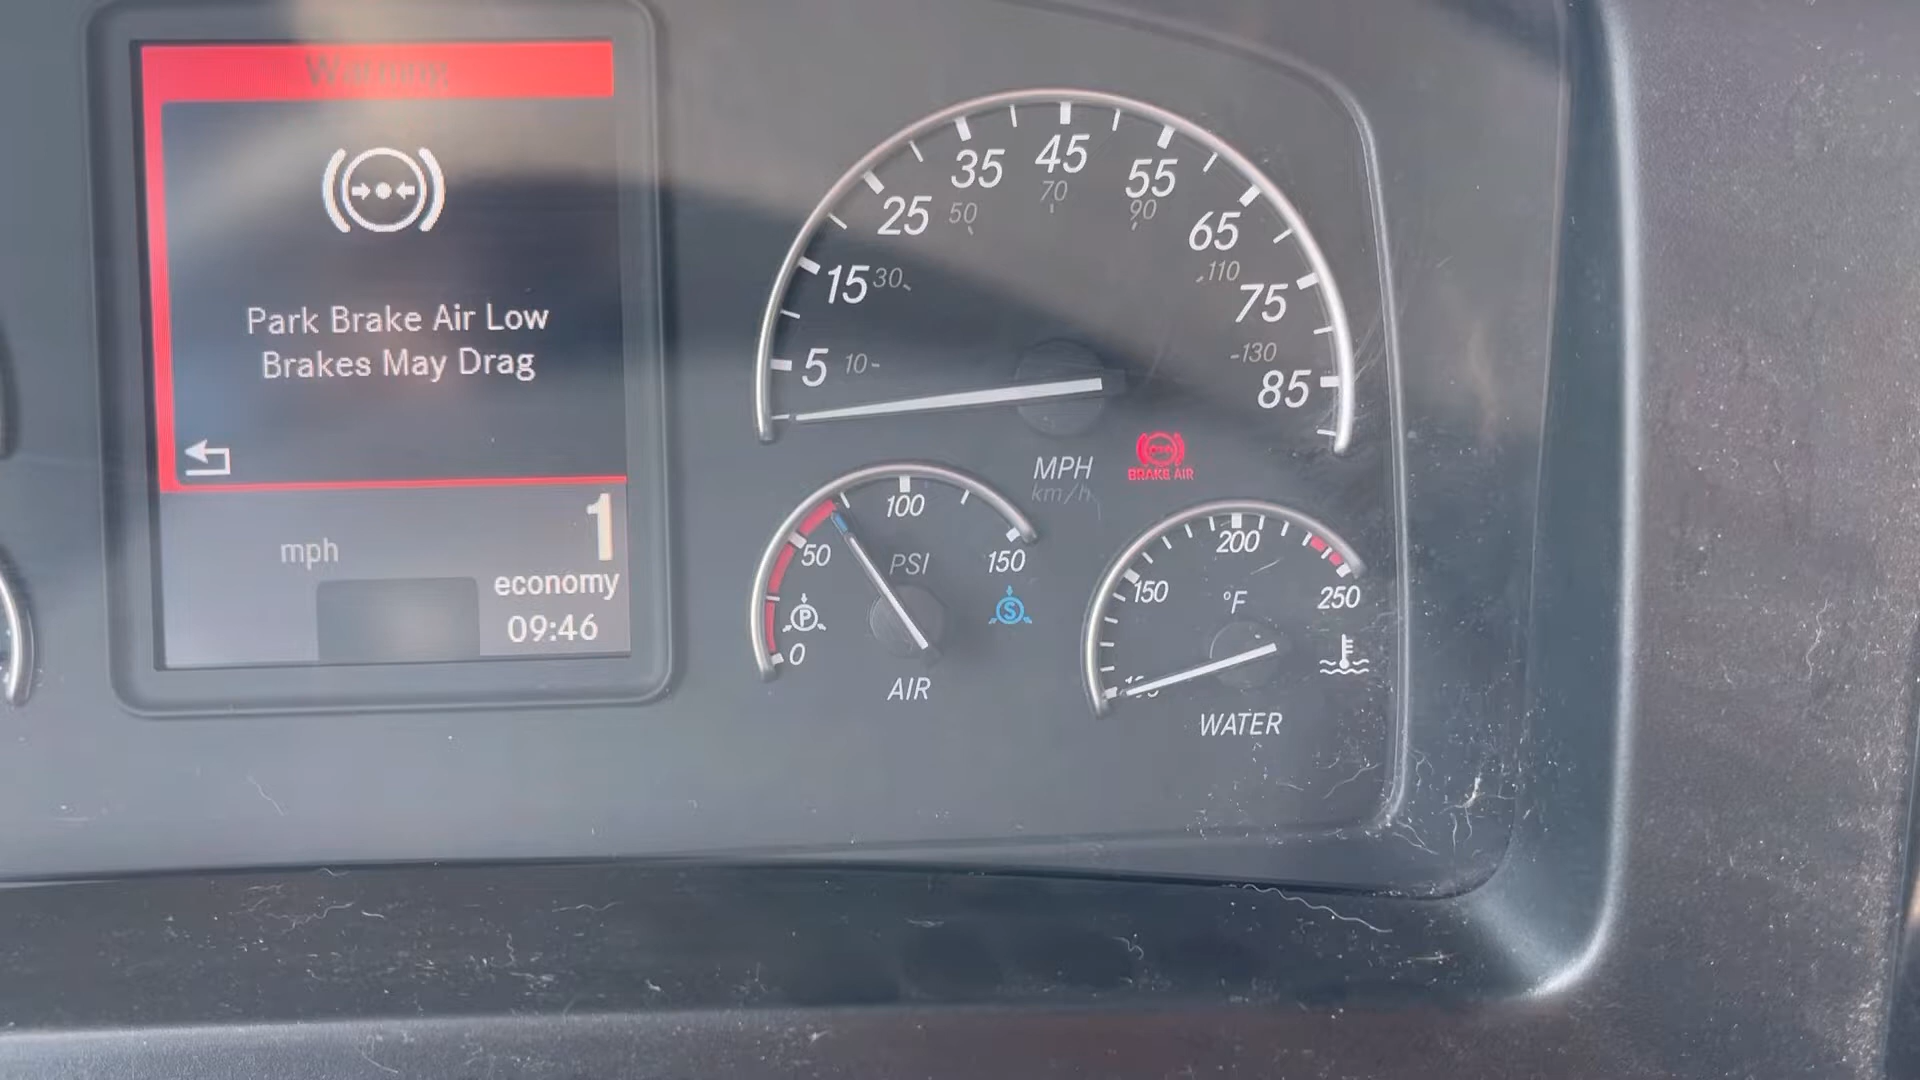 Warning
Park Brake Air Low
Brakes May Drag
1
mph
economy
09:46
5 15 25 35 45 55 65 75 85
10 30 50 70 90 110 130
MPH
km/h
BRAKE AIR
0 50 100 150
PSI
P
S
AIR
150 200 250
°F
WATER